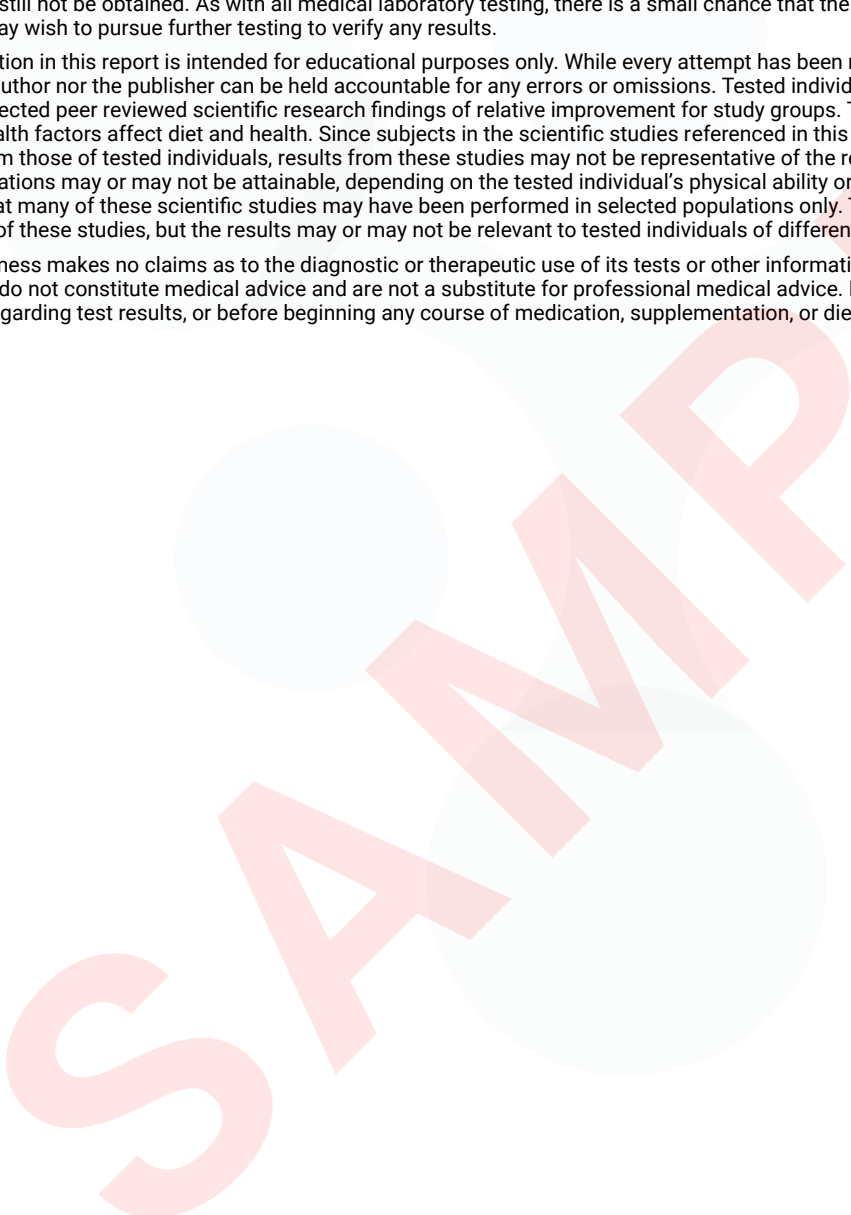 still not be obtained. As with all medical laboratory testing, there is a small chance that the
ay wish to pursue further testing to verify any results.
tion in this report is intended for educational purposes only. While every attempt has been
uthor nor the publisher can be held accountable for any errors or omissions. Tested individ
ected peer reviewed scientific research findings of relative improvement for study groups.
alth factors affect diet and health. Since subjects in the scientific studies referenced in this
m those of tested individuals, results from these studies may not be representative of the re
ations may or may not be attainable, depending on the tested individual's physical ability or
at many of these scientific studies may have been performed in selected populations only.
of these studies, but the results may or may not be relevant to tested individuals of differen
ness makes no claims as to the diagnostic or therapeutic use of its tests or other informati
do not constitute medical advice and are not a substitute for professional medical advice.
garding test results, or before beginning any course of medication, supplementation, or die
SAMP